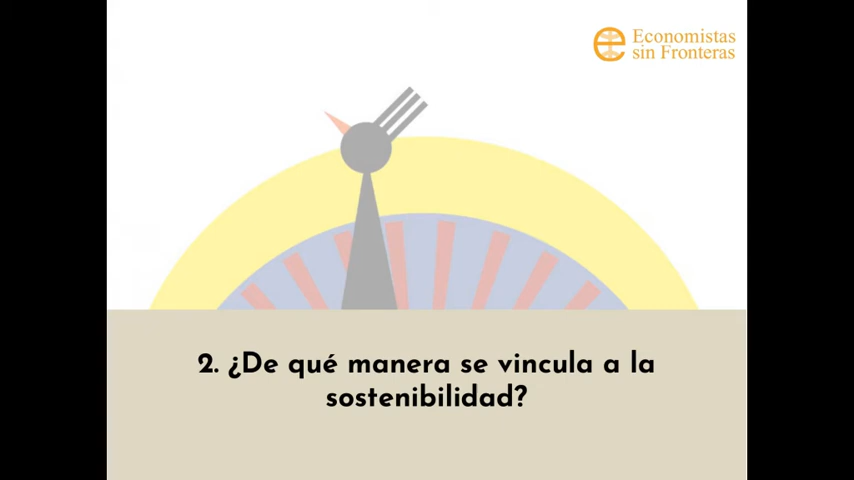 Economistas
sin Fronteras
2. ¿De qué manera se vincula a la
sostenibilidad?